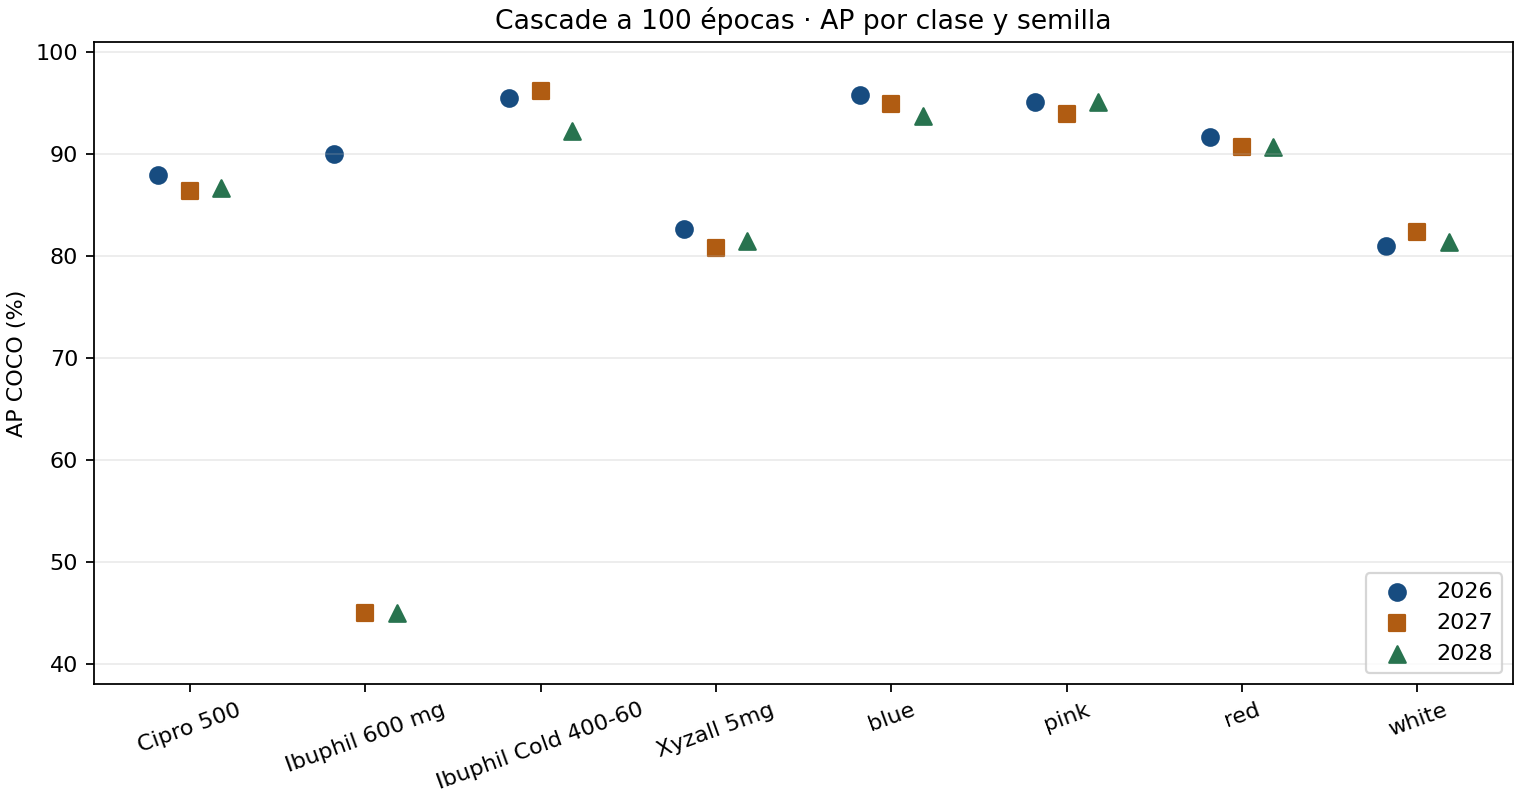 Cascade a 100 épocas · AP por clase y semilla
AP COCO (%)
100
90
80
70
60
50
40
Cipro 500
Ibuphil 600 mg
Ibuphil Cold 400-60
Xyzall 5mg
blue
pink
red
white
2026
2027
2028